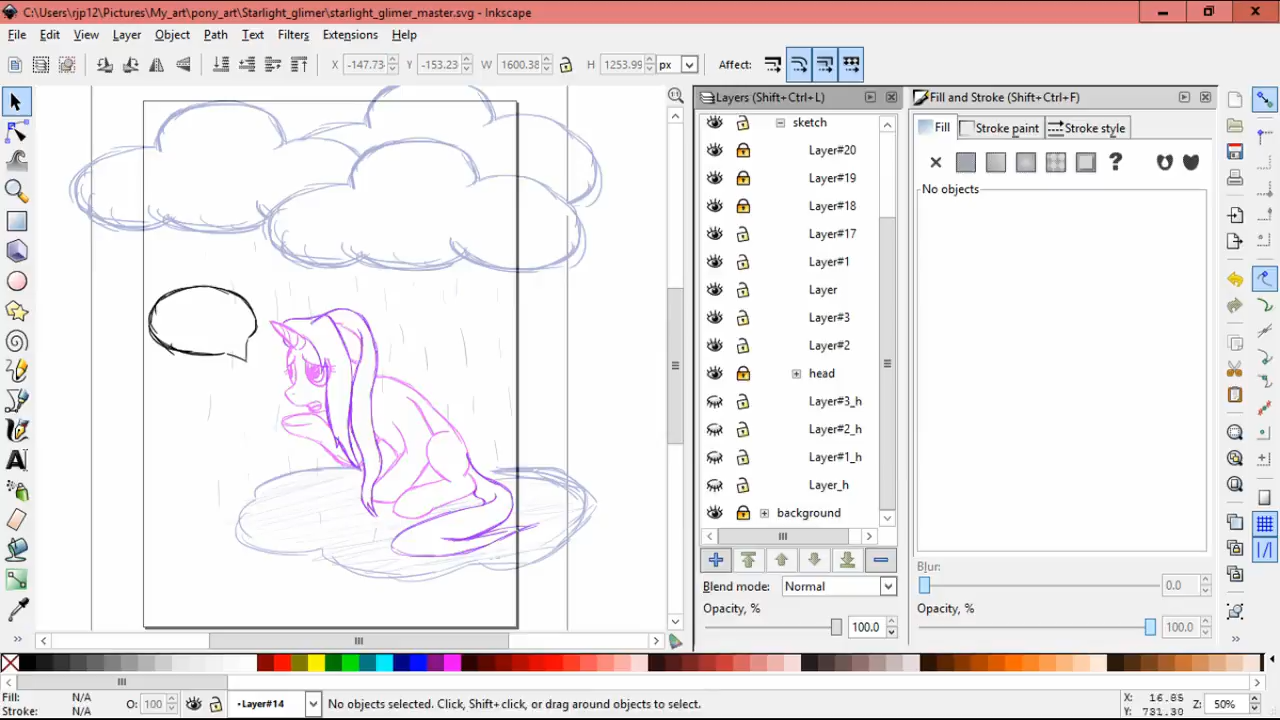 C:\Users\rjp12\Pictures\My_art\pony_art\Starlight_glimer\starlight_glimer_master.svg - Inkscape
File Edit View Layer Object Path Text Filters Extensions Help
X -147.73 Y -153.23 W 1600.38 H 1253.99 px Affect:
Layers (Shift+Ctrl+L) Fill and Stroke (Shift+Ctrl+F)
sketch Fill Stroke paint Stroke style
Layer#20
Layer#19
No objects
Layer#18
Layer#17
Layer#1
Layer
Layer#3
Layer#2
head
Layer#3_h
Layer#2_h
Layer#1_h
Layer_h
background
Blur:
Blend mode: Normal 0.0
Opacity, % Opacity, %
100.0 100.0
Fill: N/A
Stroke: N/A O: 100 •Layer#14 No objects selected. Click, Shift+click, or drag around objects to select. X: 16.85 Y: 731.30 Z: 50%